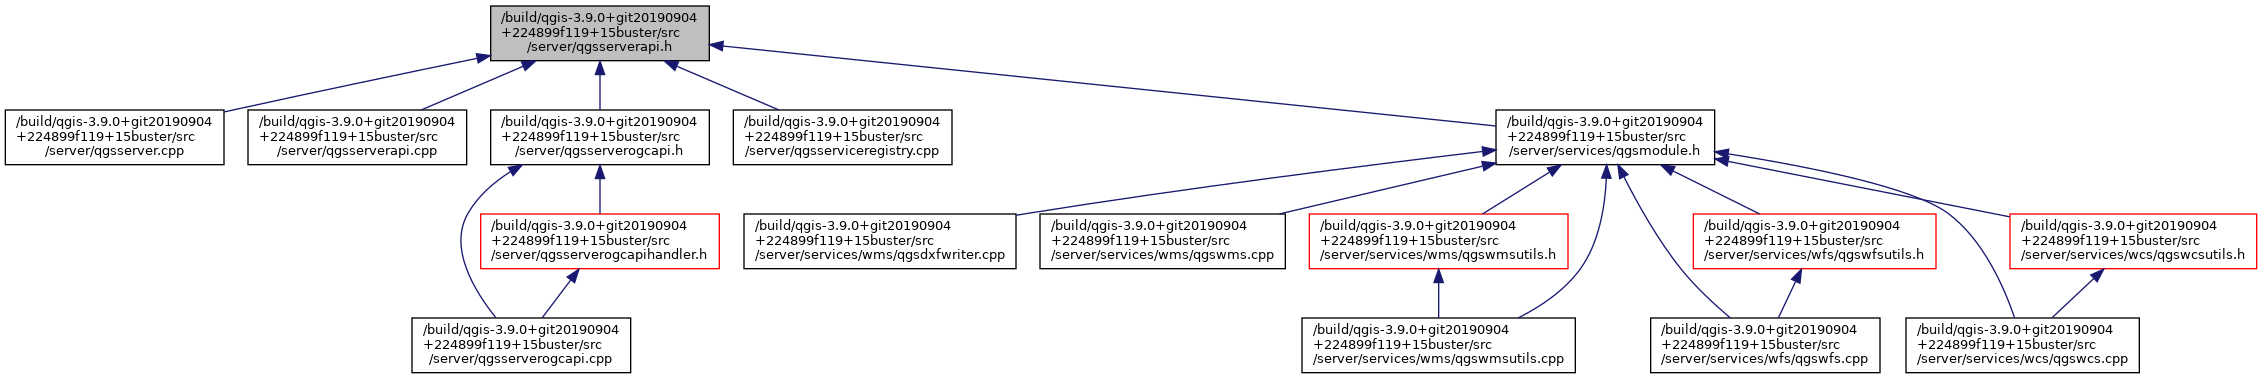 /build/qgis-3.9.0+git20190904
+224899f119+15buster/src
/server/qgsserverapi.h
/build/qgis-3.9.0+git20190904
+224899f119+15buster/src
/server/qgsserver.cpp
/build/qgis-3.9.0+git20190904
+224899f119+15buster/src
/server/qgsserverapi.cpp
/build/qgis-3.9.0+git20190904
+224899f119+15buster/src
/server/qgsserverogcapi.h
/build/qgis-3.9.0+git20190904
+224899f119+15buster/src
/server/qgsserviceregistry.cpp
/build/qgis-3.9.0+git20190904
+224899f119+15buster/src
/server/services/qgsmodule.h
/build/qgis-3.9.0+git20190904
+224899f119+15buster/src
/server/qgsserverogcapihandler.h
/build/qgis-3.9.0+git20190904
+224899f119+15buster/src
/server/services/wms/qgsdxfwriter.cpp
/build/qgis-3.9.0+git20190904
+224899f119+15buster/src
/server/services/wms/qgswms.cpp
/build/qgis-3.9.0+git20190904
+224899f119+15buster/src
/server/services/wms/qgswmsutils.h
/build/qgis-3.9.0+git20190904
+224899f119+15buster/src
/server/services/wfs/qgswfsutils.h
/build/qgis-3.9.0+git20190904
+224899f119+15buster/src
/server/services/wcs/qgswcsutils.h
/build/qgis-3.9.0+git20190904
+224899f119+15buster/src
/server/qgsserverogcapi.cpp
/build/qgis-3.9.0+git20190904
+224899f119+15buster/src
/server/services/wms/qgswmsutils.cpp
/build/qgis-3.9.0+git20190904
+224899f119+15buster/src
/server/services/wfs/qgswfs.cpp
/build/qgis-3.9.0+git20190904
+224899f119+15buster/src
/server/services/wcs/qgswcs.cpp